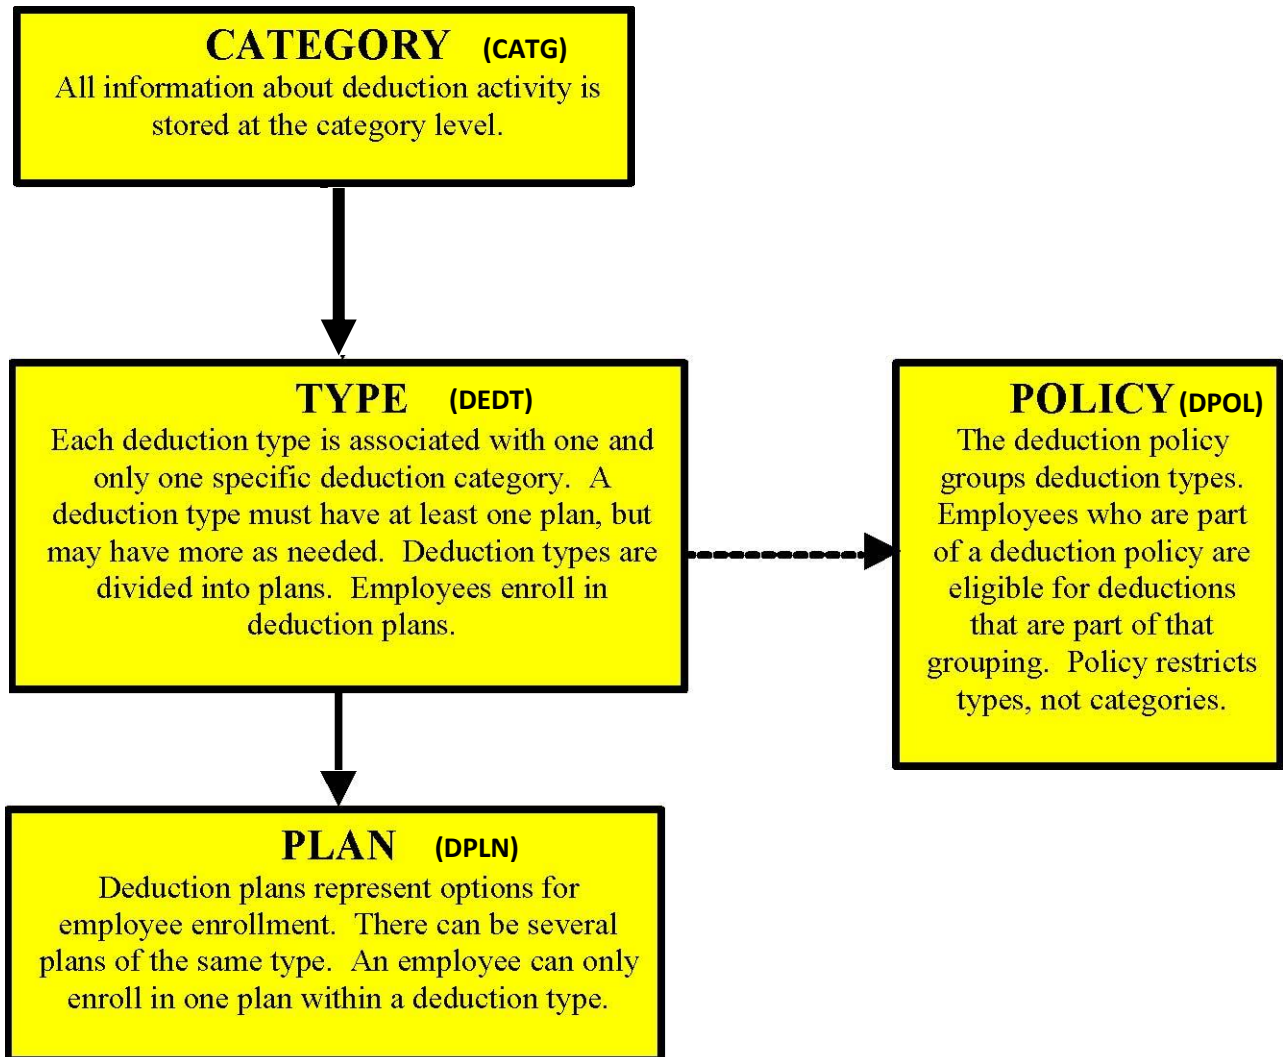 CATEGORY (CATG)
All information about deduction activity is
stored at the category level.
TYPE (DEDT)
Each deduction type is associated with one and
only one specific deduction category. A
deduction type must have at least one plan, but
may have more as needed. Deduction types are
divided into plans. Employees enroll in
deduction plans.
POLICY (DPOL)
The deduction policy
groups deduction types.
Employees who are part
of a deduction policy are
eligible for deductions
that are part of that
grouping. Policy restricts
types, not categories.
PLAN (DPLN)
Deduction plans represent options for
employee enrollment. There can be several
plans of the same type. An employee can only
enroll in one plan within a deduction type.